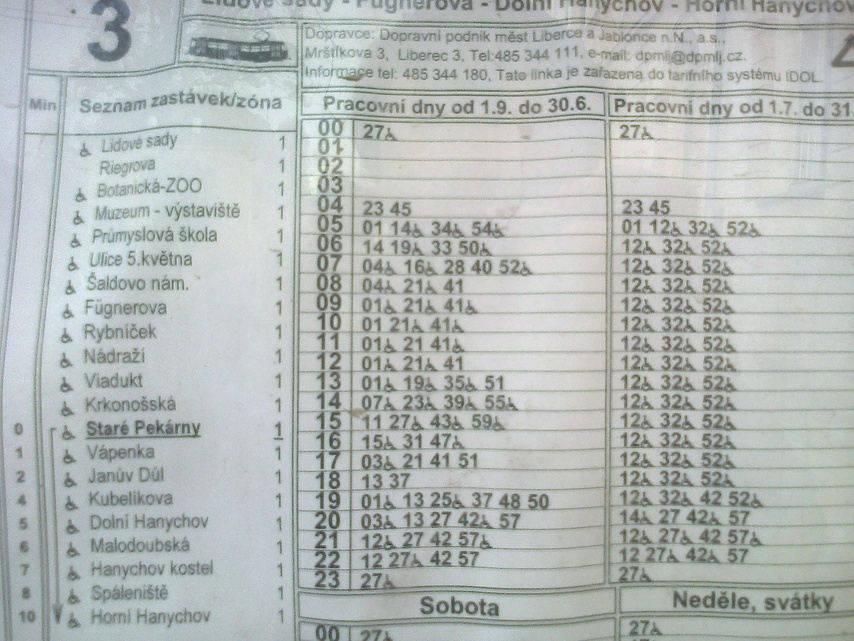 Lidové sady - Fügnerova - Dolní Hanychov - Horní Hanychov
3
Dopravce: Dopravní podnik měst Liberce a Jablonce n.N., a.s.,
Mrštíkova 3, Liberec 3, Tel:485 344 111, e-mail: dpmlj@dpmlj.cz.
Informace tel: 485 344 180, Tato linka je zařazena do tarifního systému IDOL.
Min Seznam zastávek/zóna Pracovní dny od 1.9. do 30.6. Pracovní dny od 1.7. do 31.
Lidové sady 1
Riegrova 1
Botanická-ZOO 1
Muzeum - výstaviště 1
Průmyslová škola 1
Ulice 5.května 1
Šaldovo nám. 1
Fügnerova 1
Rybníček 1
Nádraží 1
Viadukt 1
Krkonošská 1
0 Staré Pekárny 1
1 Vápenka 1
2 Janův Důl 1
4 Kubelíkova 1
5 Dolní Hanychov 1
6 Malodoubská 1
7 Hanychov kostel 1
8 Spáleniště 1
10 Horní Hanychov 1
00 27 27
01
02
03
04 23 45 23 45
05 01 14 34 54 01 12 32 52
06 14 19 33 50 12 32 52
07 04 16 28 40 52 12 32 52
08 04 21 41 12 32 52
09 01 21 41 12 32 52
10 01 21 41 12 32 52
11 01 21 41 12 32 52
12 01 21 41 12 32 52
13 01 19 35 51 12 32 52
14 07 23 39 55 12 32 52
15 11 27 43 59 12 32 52
16 15 31 47 12 32 52
17 03 21 41 51 12 32 52
18 13 37 12 32 52
19 01 13 25 37 48 50 12 32 42 52
20 03 13 27 42 57 14 27 42 57
21 12 27 42 57 12 27 42 57
22 12 27 42 57 12 27 42 57
23 27 27
Sobota Neděle, svátky
00 27 27